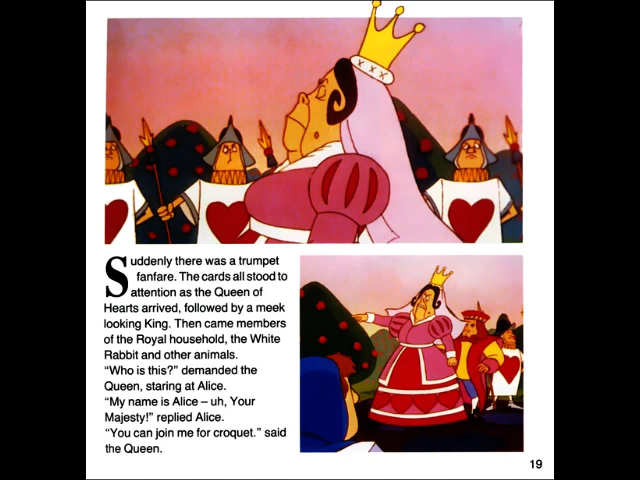 Suddenly there was a trumpet
fanfare. The cards all stood to
attention as the Queen of
Hearts arrived, followed by a meek
looking King. Then came members
of the Royal household, the White
Rabbit and other animals.
“Who is this?” demanded the
Queen, staring at Alice.
“My name is Alice – uh, Your
Majesty!” replied Alice.
“You can join me for croquet.” said
the Queen.
19